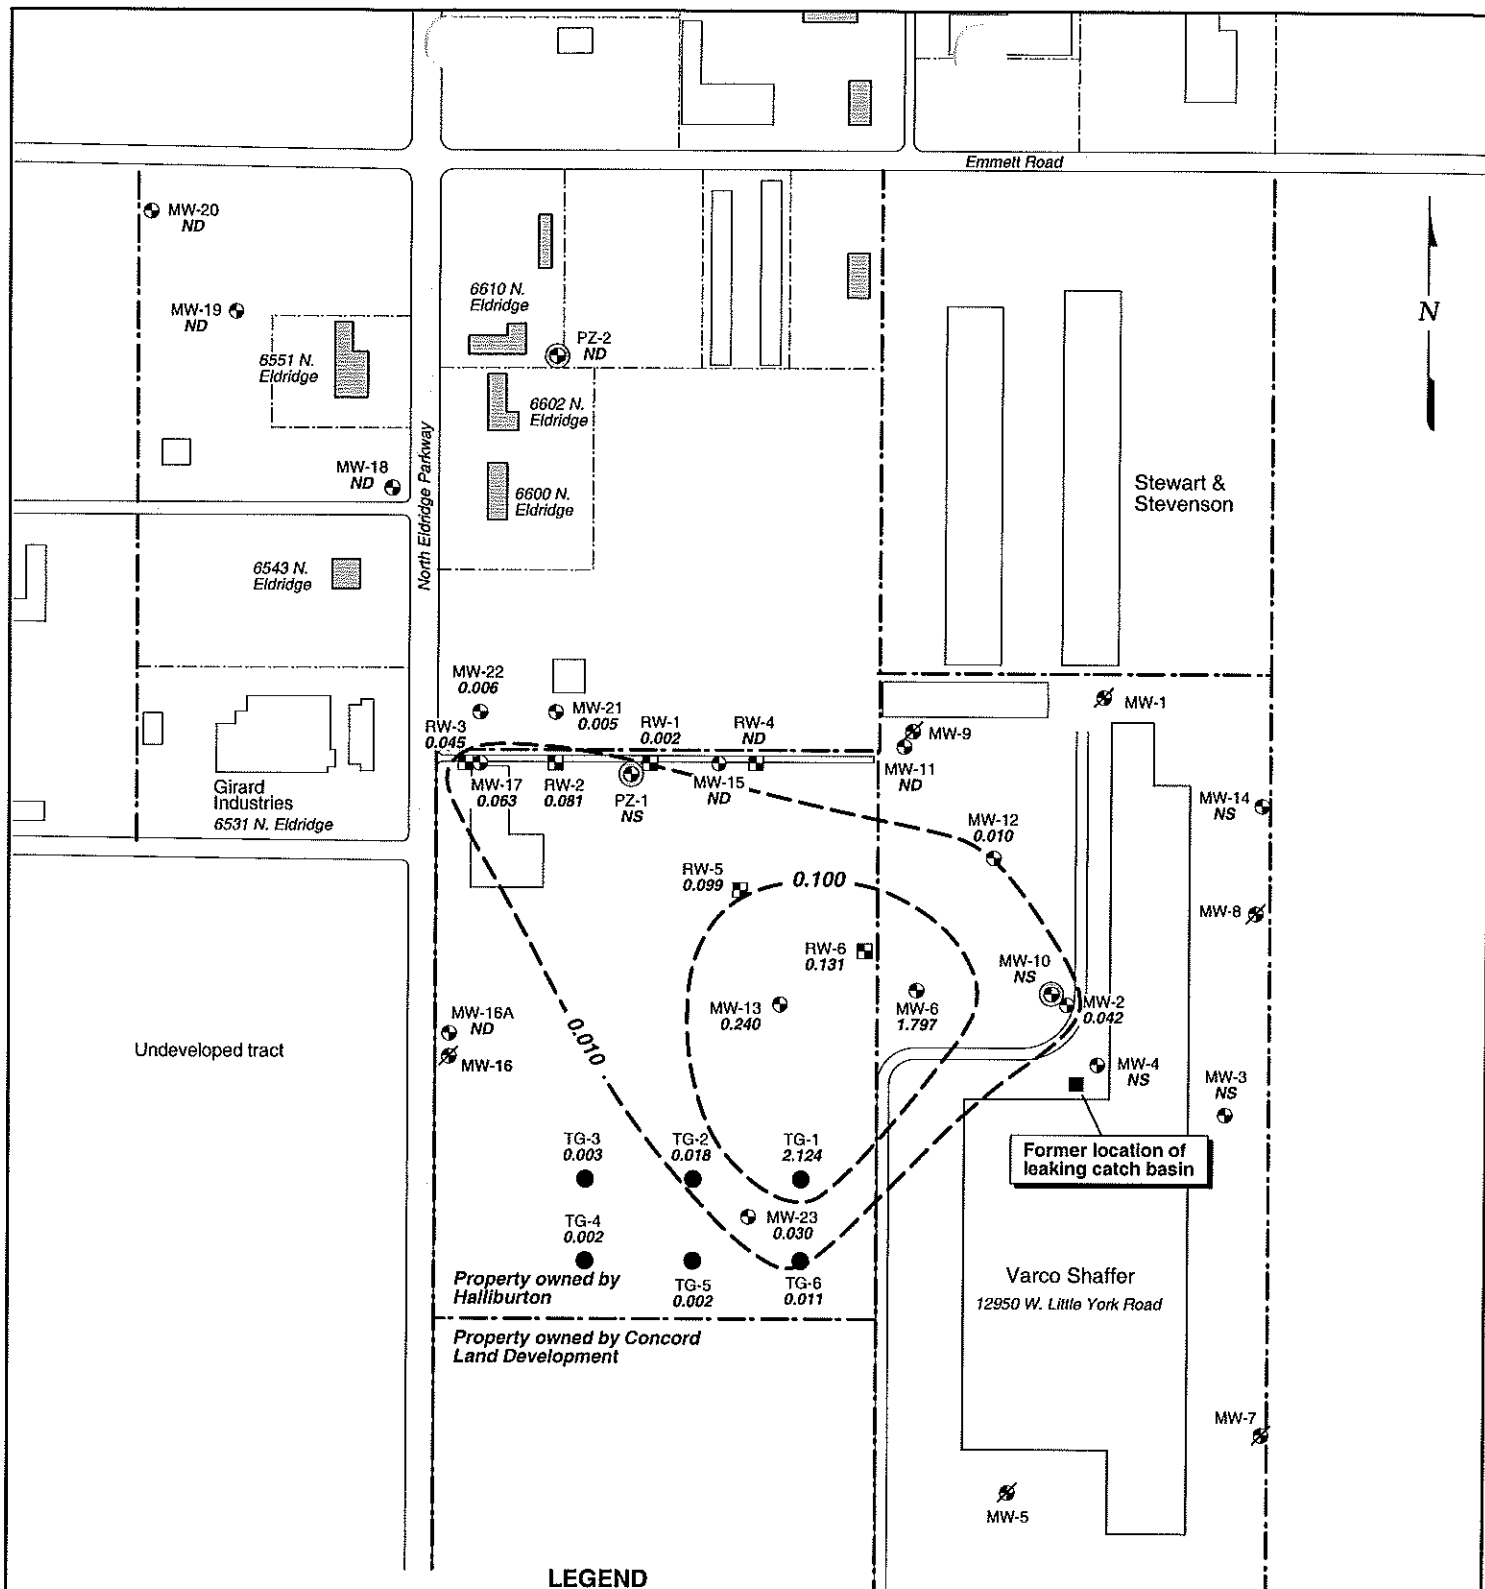 Emmett Road
MW-20
ND
MW-19
ND
6551 N.
Eldridge
6610 N.
Eldridge
PZ-2
ND
N
6602 N.
Eldridge
MW-18
ND
North Eldridge Parkway
6600 N.
Eldridge
Stewart &
Stevenson
6543 N.
Eldridge
MW-22
0.006
MW-21
0.005
RW-3
0.045
RW-1
0.002
RW-4
ND
MW-1
MW-9
MW-11
ND
MW-17
0.063
RW-2
0.081
PZ-1
NS
MW-15
ND
Girard
Industries
6531 N. Eldridge
MW-14
NS
MW-12
0.010
RW-5
0.099
0.100
MW-8
RW-6
0.131
MW-10
NS
MW-13
0.240
MW-6
1.797
MW-2
0.042
MW-16A
ND
MW-16
0.010
Undeveloped tract
MW-4
NS
MW-3
NS
Former location of
leaking catch basin
TG-3
0.003
TG-2
0.018
TG-1
2.124
TG-4
0.002
MW-23
0.030
TG-5
0.002
TG-6
0.011
Property owned by
Halliburton
Varco Shaffer
12950 W. Little York Road
Property owned by Concord
Land Development
MW-7
MW-5
LEGEND